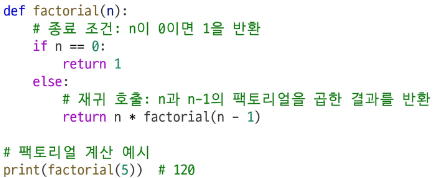 def factorial(n):
    # 종료 조건: n이 0이면 1을 반환
    if n == 0:
        return 1
    else:
        # 재귀 호출: n과 n-1의 팩토리얼을 곱한 결과를 반환
        return n * factorial(n - 1)

# 팩토리얼 계산 예시
print(factorial(5))  # 120